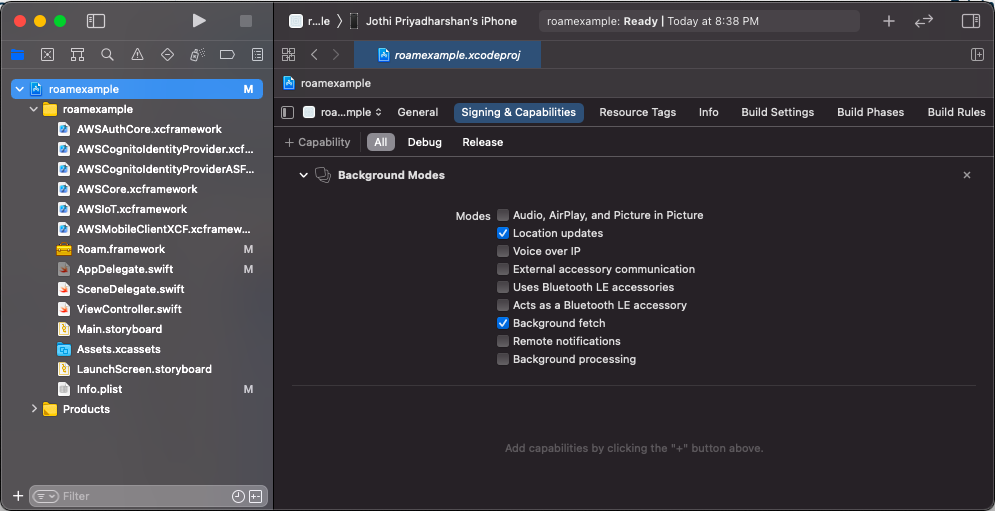 r...le
Jothi Priyadharshan's iPhone
roamexample: Ready | Today at 8:38 PM
roamexample.xcodeproj
roamexample M
roamexample
AWSAuthCore.xcframework
AWSCognitoIdentityProvider.xcf...
AWSCognitoIdentityProviderASF...
AWSCore.xcframework
AWSIoT.xcframework
AWSMobileClientXCF.xcframew...
Roam.framework M
AppDelegate.swift M
SceneDelegate.swift
ViewController.swift
Main.storyboard
Assets.xcassets
LaunchScreen.storyboard
Info.plist M
Products
Filter
roamexample
roa...mple General Signing & Capabilities Resource Tags Info Build Settings Build Phases Build Rules
+ Capability All Debug Release
Background Modes
Modes Audio, AirPlay, and Picture in Picture
Location updates
Voice over IP
External accessory communication
Uses Bluetooth LE accessories
Acts as a Bluetooth LE accessory
Background fetch
Remote notifications
Background processing
Add capabilities by clicking the "+" button above.